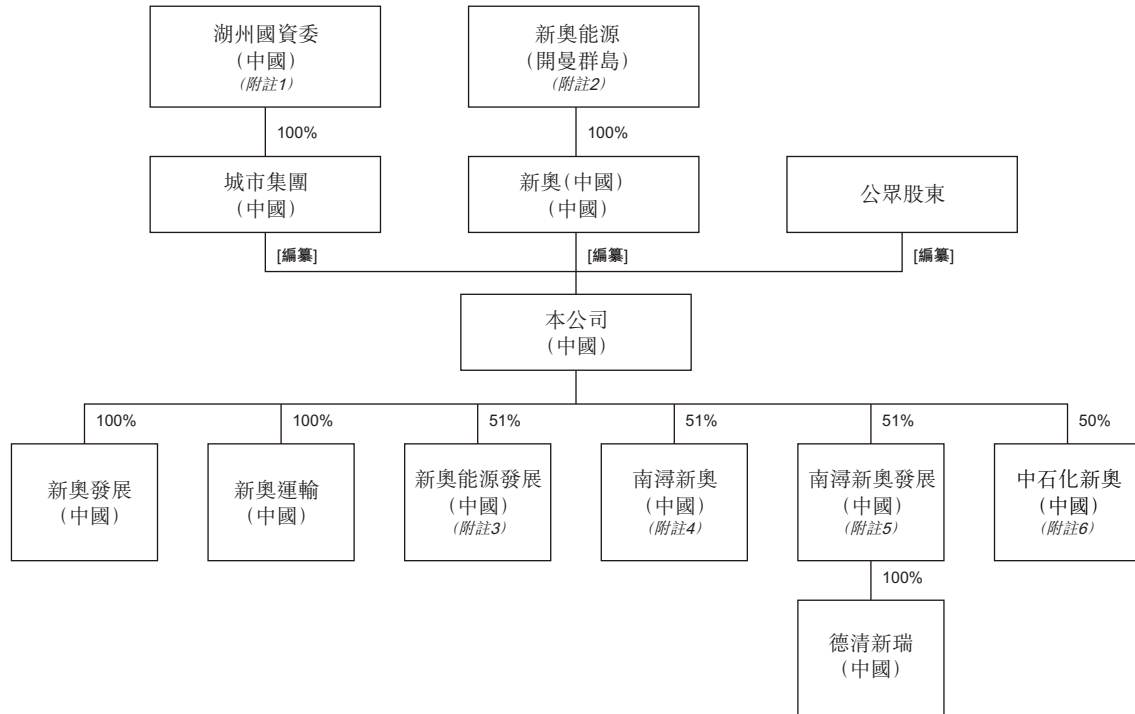 湖州國資委
(中國)
(附註1)
新奧能源
(開曼群島)
(附註2)
100%
100%
城市集團
(中國)
新奧(中國)
(中國)
公眾股東
[編纂]
[編纂]
[編纂]
本公司
(中國)
100%
100%
51%
51%
51%
50%
新奧發展
(中國)
新奧運輸
(中國)
新奧能源發展
(中國)
(附註3)
南潯新奧
(中國)
(附註4)
南潯新奧發展
(中國)
(附註5)
中石化新奧
(中國)
(附註6)
100%
德清新瑞
(中國)